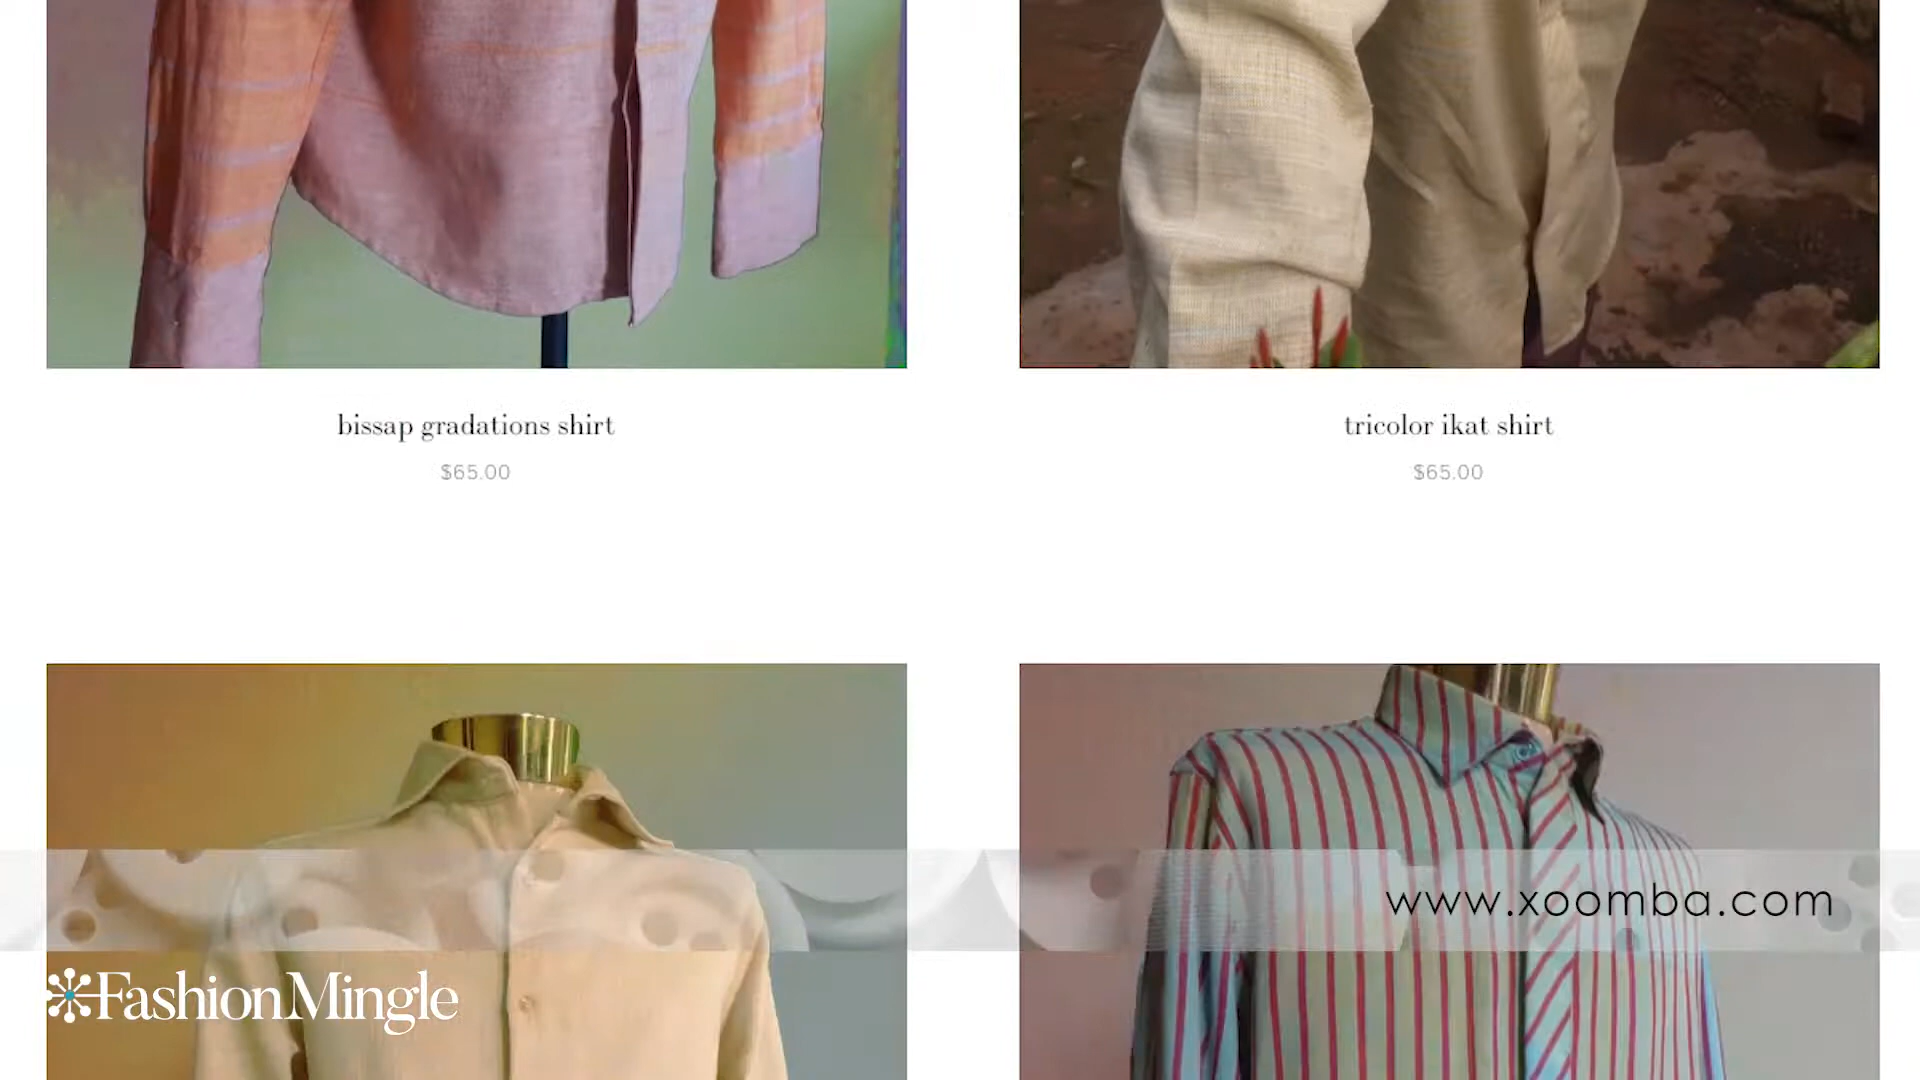 bissap gradations shirt
$65.00
tricolor ikat shirt
$65.00
www.xoomba.com
FashionMingle